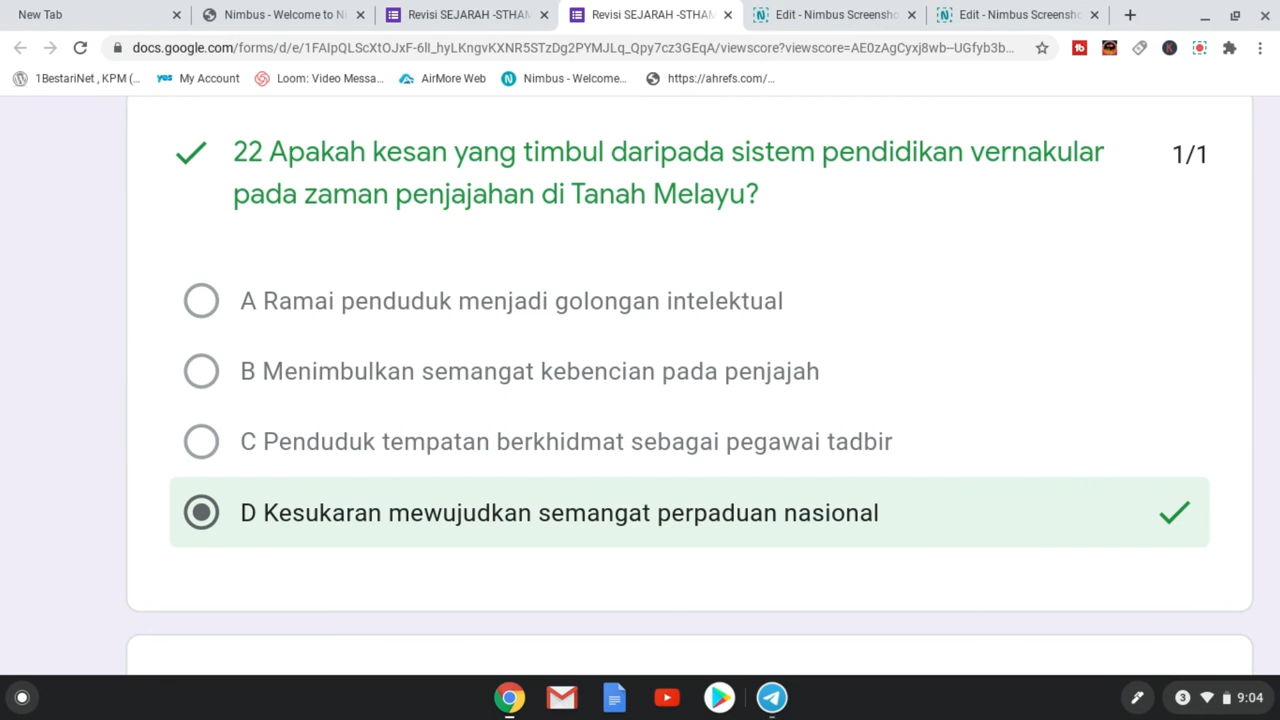 New Tab
Nimbus - Welcome to Ni
Revisi SEJARAH -STHAM
Revisi SEJARAH -STHAM
Edit - Nimbus Screensho
Edit - Nimbus Screensho
docs.google.com/forms/d/e/1FAIpQLScXtOJxF-6lI_hyLKngvKXNR5STzDg2PYMJLq_Qpy7cz3GEqA/viewscore?viewscore=AE0zAgCyxj8wb--UGfyb3b...
1BestariNet , KPM (...
yes My Account
Loom: Video Messa...
AirMore Web
Nimbus - Welcome...
https://ahrefs.com/...
22 Apakah kesan yang timbul daripada sistem pendidikan vernakular 1/1
pada zaman penjajahan di Tanah Melayu?
A Ramai penduduk menjadi golongan intelektual
B Menimbulkan semangat kebencian pada penjajah
C Penduduk tempatan berkhidmat sebagai pegawai tadbir
D Kesukaran mewujudkan semangat perpaduan nasional
3 9:04